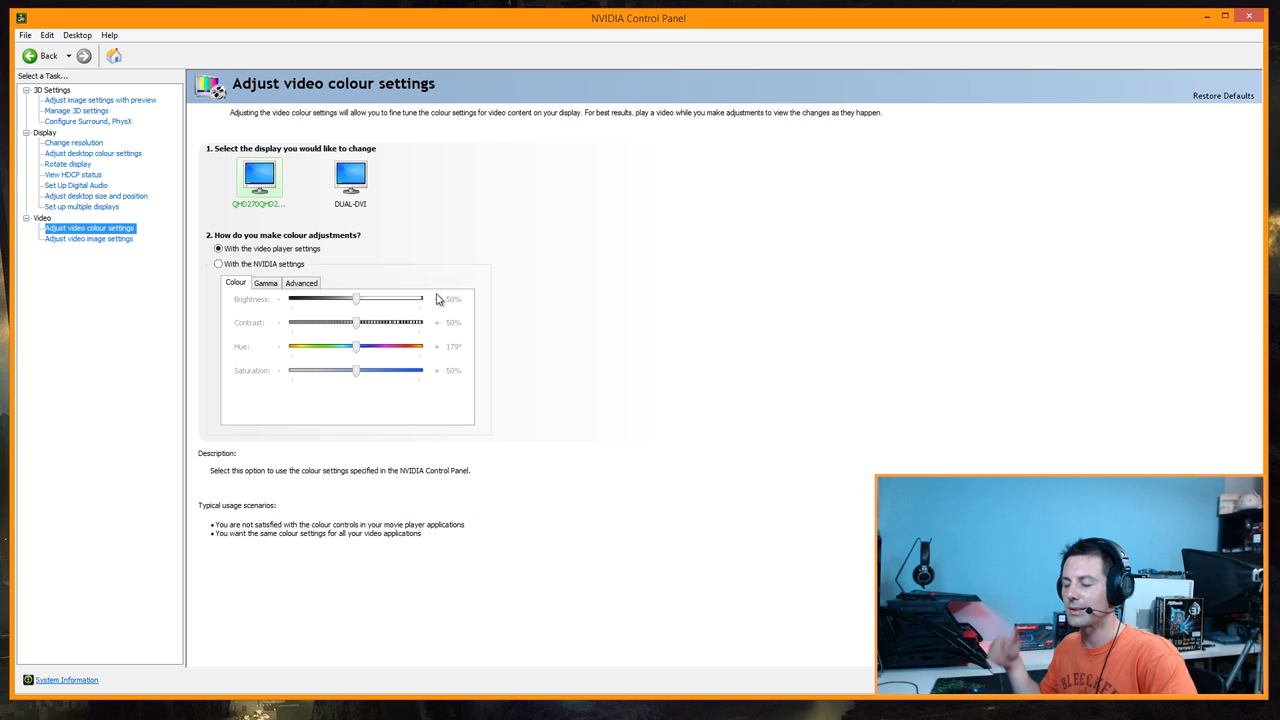 NVIDIA Control Panel
File Edit Desktop Help
Back
Select a Task...
3D Settings
Adjust image settings with preview
Manage 3D settings
Configure Surround, PhysX
Display
Change resolution
Adjust desktop colour settings
Rotate display
View HDCP status
Set Up Digital Audio
Adjust desktop size and position
Set up multiple displays
Video
Adjust video colour settings
Adjust video image settings
System Information
Adjust video colour settings
Restore Defaults
Adjusting the video colour settings will allow you to fine tune the colour settings for video content on your display. For best results, play a video while you make adjustments to view the changes as they happen.
1. Select the display you would like to change
QHD270QHD2... DUAL-DVI
2. How do you make colour adjustments?
With the video player settings
With the NVIDIA settings
Colour Gamma Advanced
Brightness: - 50%
Contrast: - + 50%
Hue: - + 179°
Saturation: - + 50%
Description:
Select this option to use the colour settings specified in the NVIDIA Control Panel.
Typical usage scenarios:
• You are not satisfied with the colour controls in your movie player applications
• You want the same colour settings for all your video applications
BLEECKER